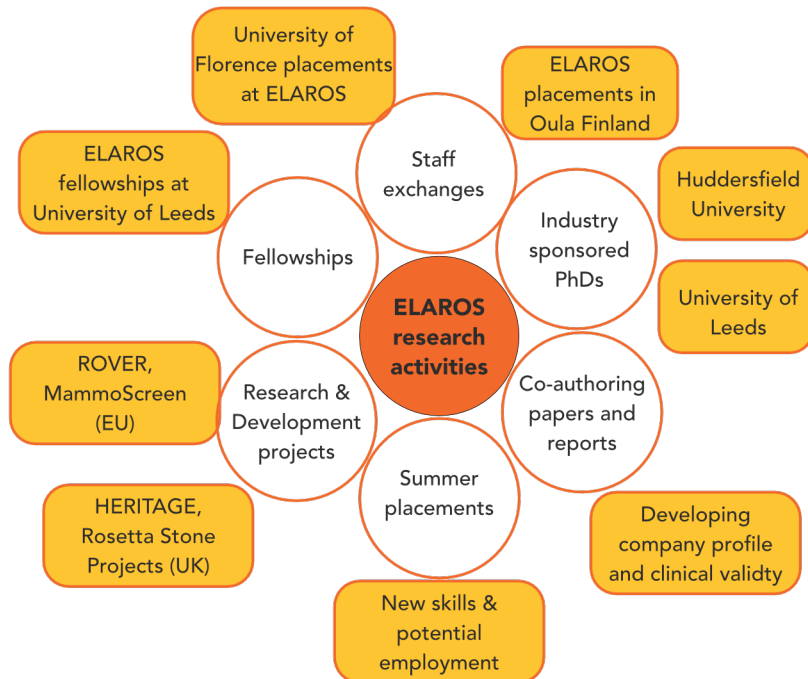 University of
Florence placements
at ELAROS
ELAROS
placements in
Oula Finland
ELAROS
fellowships at
University of Leeds
Staff
exchanges
Huddersfield
University
Industry
sponsored
PhDs
Fellowships
University of
Leeds
ELAROS
research
activities
ROVER,
MammoScreen
(EU)
Research &
Development
projects
Co-authoring
papers and
reports
Summer
placements
HERITAGE,
Rosetta Stone
Projects (UK)
Developing
company profile
and clinical validty
New skills &
potential
employment